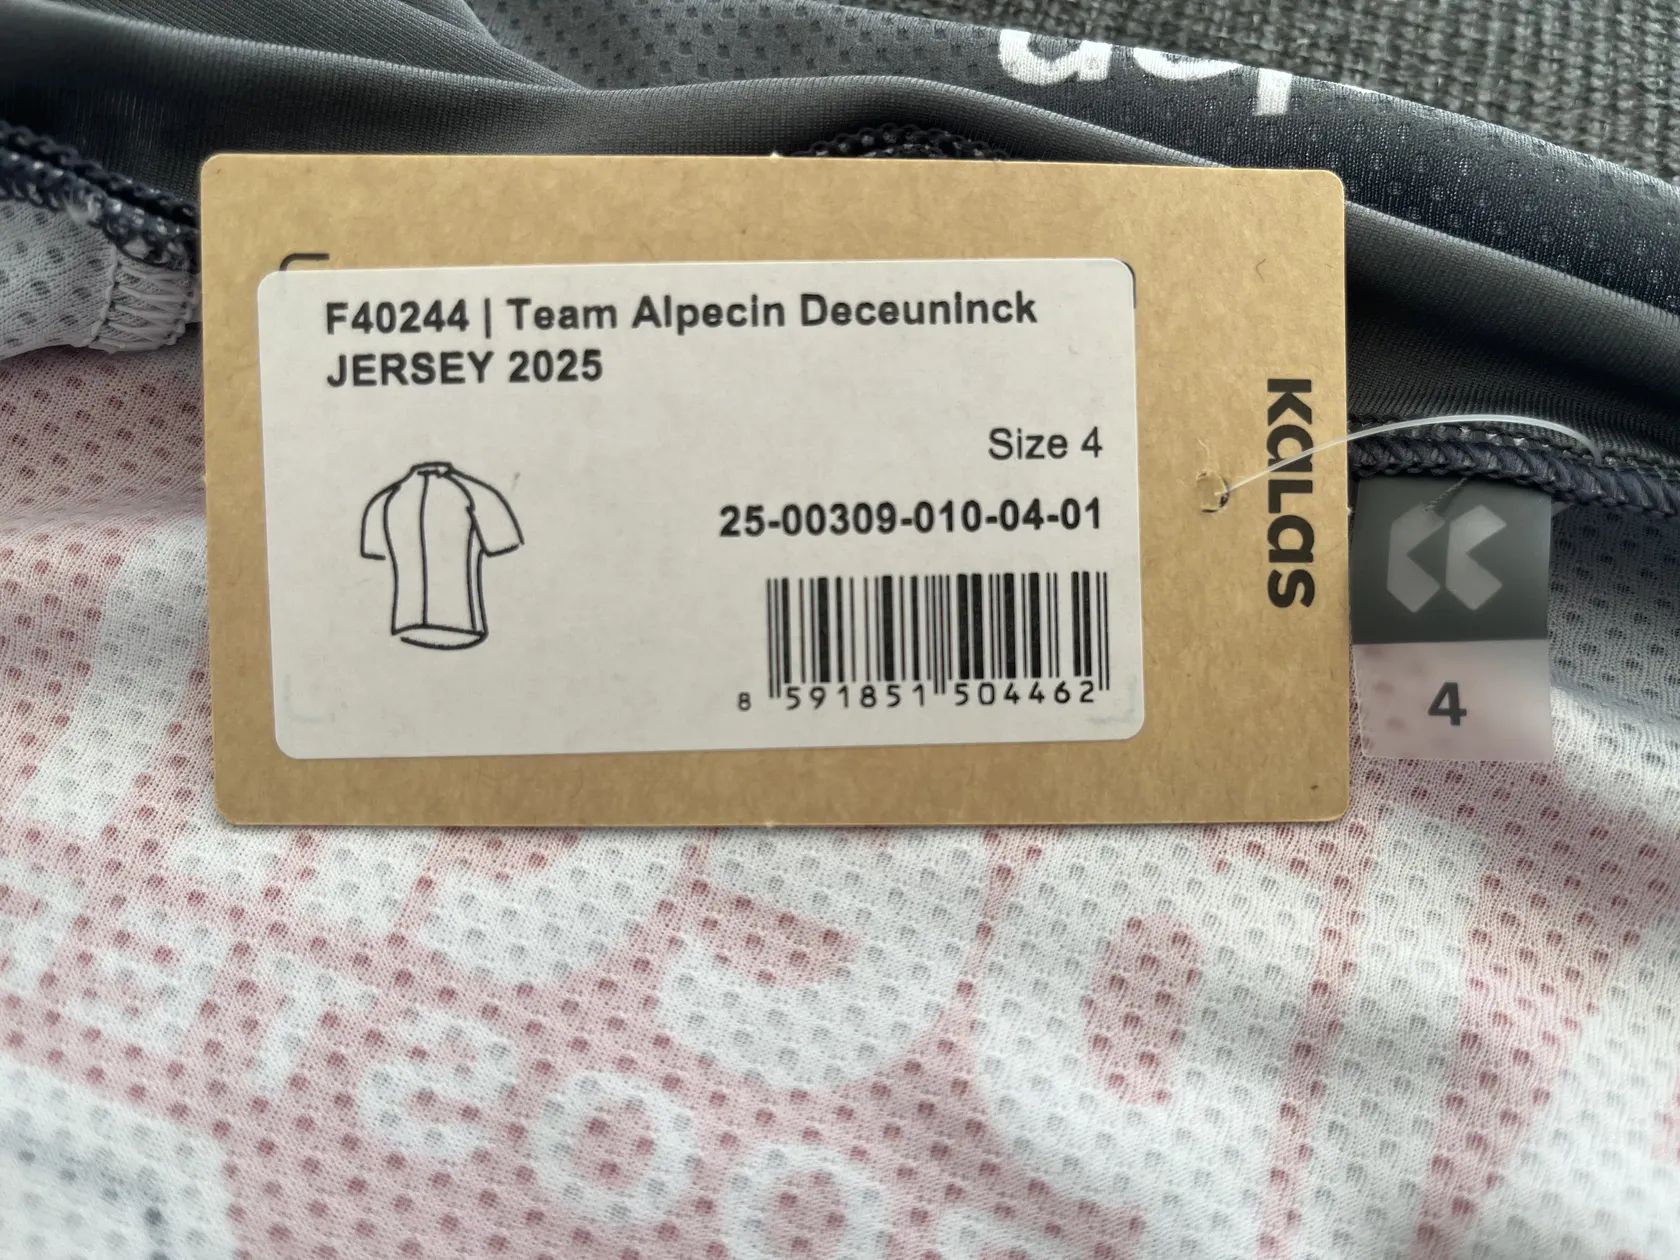 F40244 | Team Alpecin Deceuninck
JERSEY 2025
Size 4
25-00309-010-04-01
8 591851 504462
KALAS
4